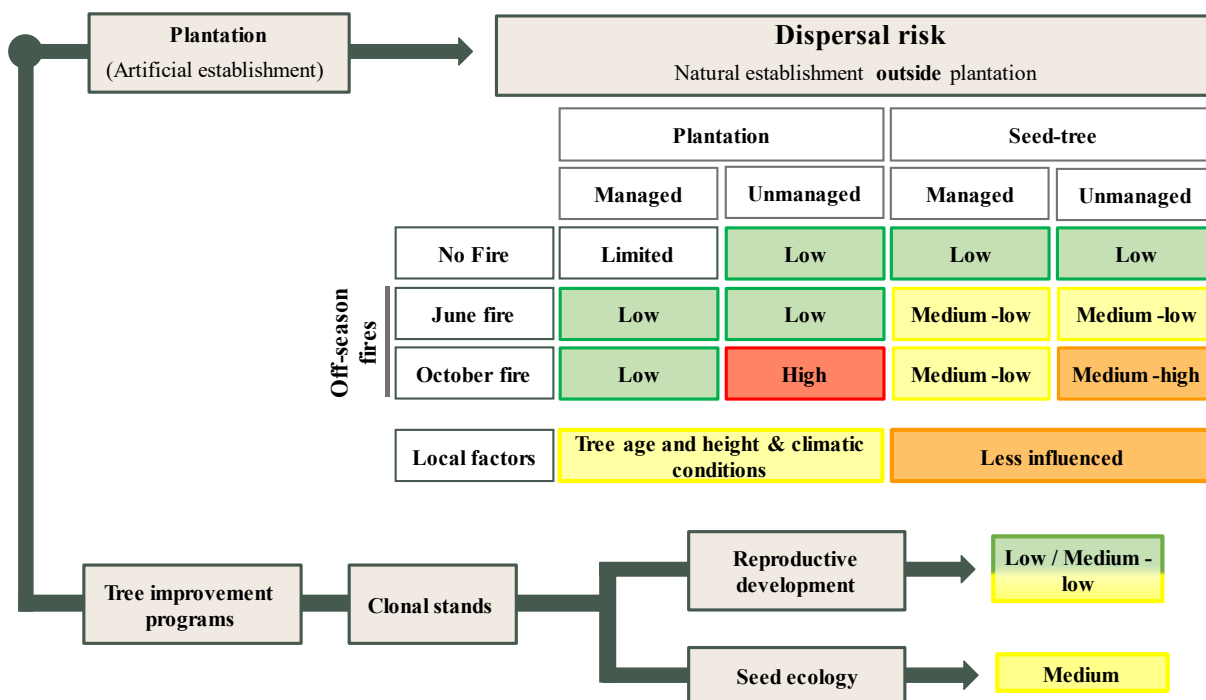 Plantation
(Artificial establishment)
Dispersal risk
Natural establishment outside plantation
Plantation
Seed-tree
Managed
Unmanaged
Managed
Unmanaged
No Fire
Limited
Low
Low
Low
Off-season
fires
June fire
Low
Low
Medium -low
Medium -low
October fire
Low
High
Medium -low
Medium -high
Local factors
Tree age and height & climatic
conditions
Less influenced
Tree improvement
programs
Clonal stands
Reproductive
development
Low / Medium -
low
Seed ecology
Medium